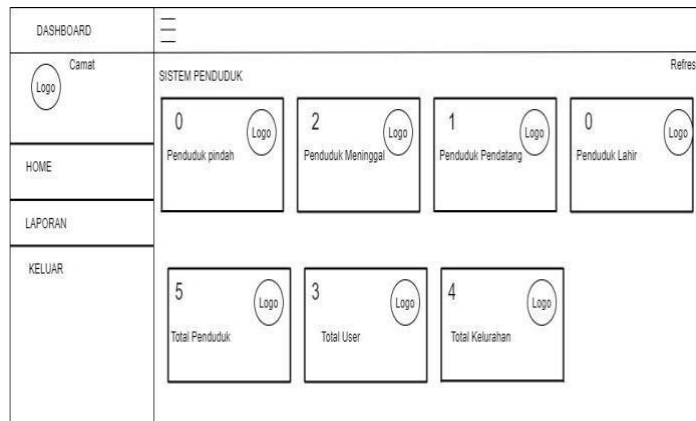 DASHBOARD
Camat
Logo
HOME
LAPORAN
KELUAR
SISTEM PENDUDUK
Refres
0
Logo
Penduduk pindah
2
Logo
Penduduk Meninggal
1
Logo
Penduduk Pendatang
0
Logo
Penduduk Lahir
5
Logo
Total Penduduk
3
Logo
Total User
4
Logo
Total Kelurahan